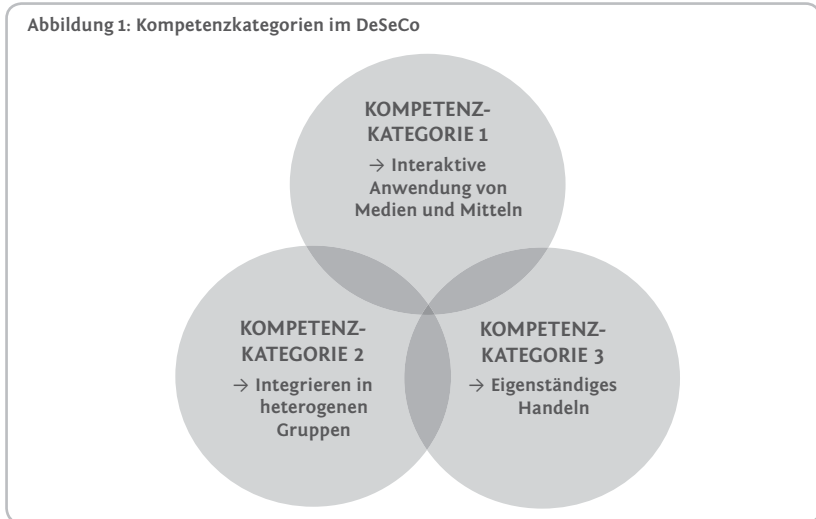 Abbildung 1: Kompetenzkategorien im DeSeCo
KOMPETENZ-
KATEGORIE 1
→ Interaktive
Anwendung von
Medien und Mitteln
KOMPETENZ-
KATEGORIE 2
→ Integrieren in
heterogenen
Gruppen
KOMPETENZ-
KATEGORIE 3
→ Eigenständiges
Handeln